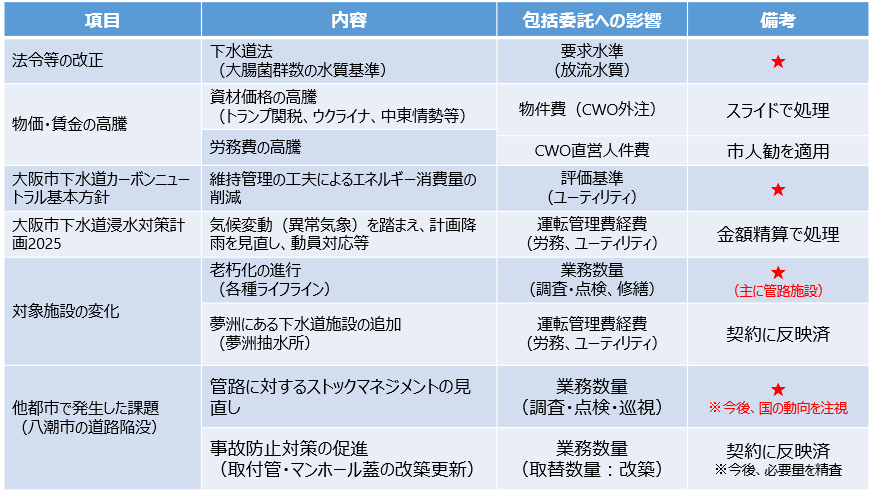 項目 内容 包括委託への影響 備考
法令等の改正
下水道法
（大腸菌群数の水質基準）
要求水準
（放流水質）
★
物価・賃金の高騰
資材価格の高騰
（トランプ関税、ウクライナ、中東情勢等）
物件費（CWO外注）
スライドで処理
労務費の高騰
CWO直営人件費
市人勧を適用
大阪市下水道カーボンニュー
トラル基本方針
維持管理の工夫によるエネルギー消費量の
削減
評価基準
（ユーティリティ）
★
大阪市下水道浸水対策計
画2025
気候変動（異常気象）を踏まえ、計画降
雨を見直し、動員対応等
運転管理費経費
（労務、ユーティリティ）
金額精算で処理
対象施設の変化
老朽化の進行
（各種ライフライン）
業務数量
（調査・点検、修繕）
★
（主に管路施設）
夢洲にある下水道施設の追加
（夢洲抽水所）
運転管理費経費
（労務、ユーティリティ）
契約に反映済
他都市で発生した課題
（八潮市の道路陥没）
管路に対するストックマネジメントの見
直し
業務数量
（調査・点検・巡視）
★
※今後、国の動向を注視
事故防止対策の促進
（取付管・マンホール蓋の改築更新）
業務数量
（取替数量：改築）
契約に反映済
※今後、必要量を精査